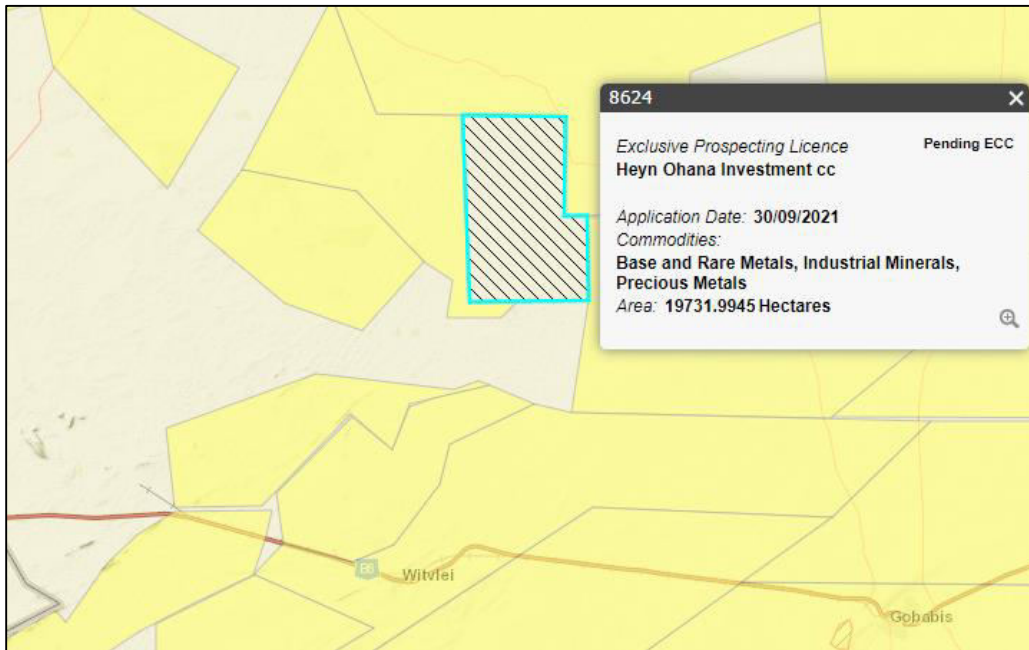 8624
Exclusive Prospecting Licence
Pending ECC
Heyn Ohana Investment cc
Application Date: 30/09/2021
Commodities:
Base and Rare Metals, Industrial Minerals,
Precious Metals
Area: 19731.9945 Hectares
B6
Witvlei
Gobabis